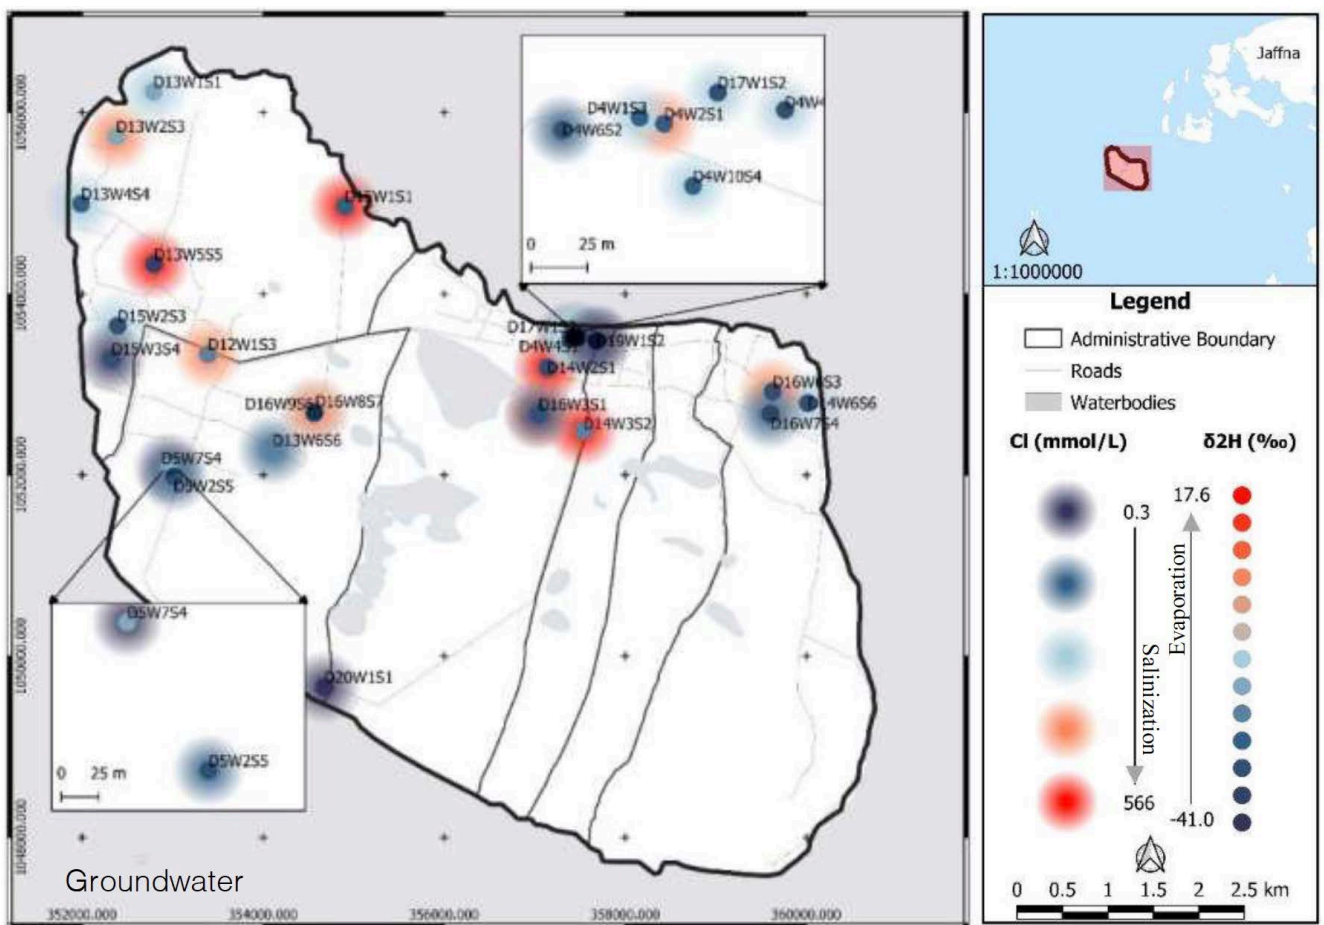 D13W1S1
D13W2S3
D13W4S4
D15W1S1
D13W5S5
D15W2S3
D15W3S4
D12W1S3
D16W8S7
D13W6S6
D5W7S4
D20W1S1
D17W1S2
D4W1S3
D4W2S1
D4W6S2
D4W10S4
0 25 m
D19W1S2
D14W2S1
D16W3S1
D14W3S2
D16W6S3
D14W6S6
D16W7S4
D5W7S4
D5W2S5
0 25 m
Groundwater
1056000.000
1054000.000
1052000.000
1050000.000
1048000.000
352000.000 354000.000 356000.000 358000.000 360000.000
Jaffna
1:1000000
Legend
Administrative Boundary
Roads
Waterbodies
Cl (mmol/L) δ2H (‰)
0.3
566
Salinization
Evaporation
17.6
-41.0
0 0.5 1 1.5 2 2.5 km